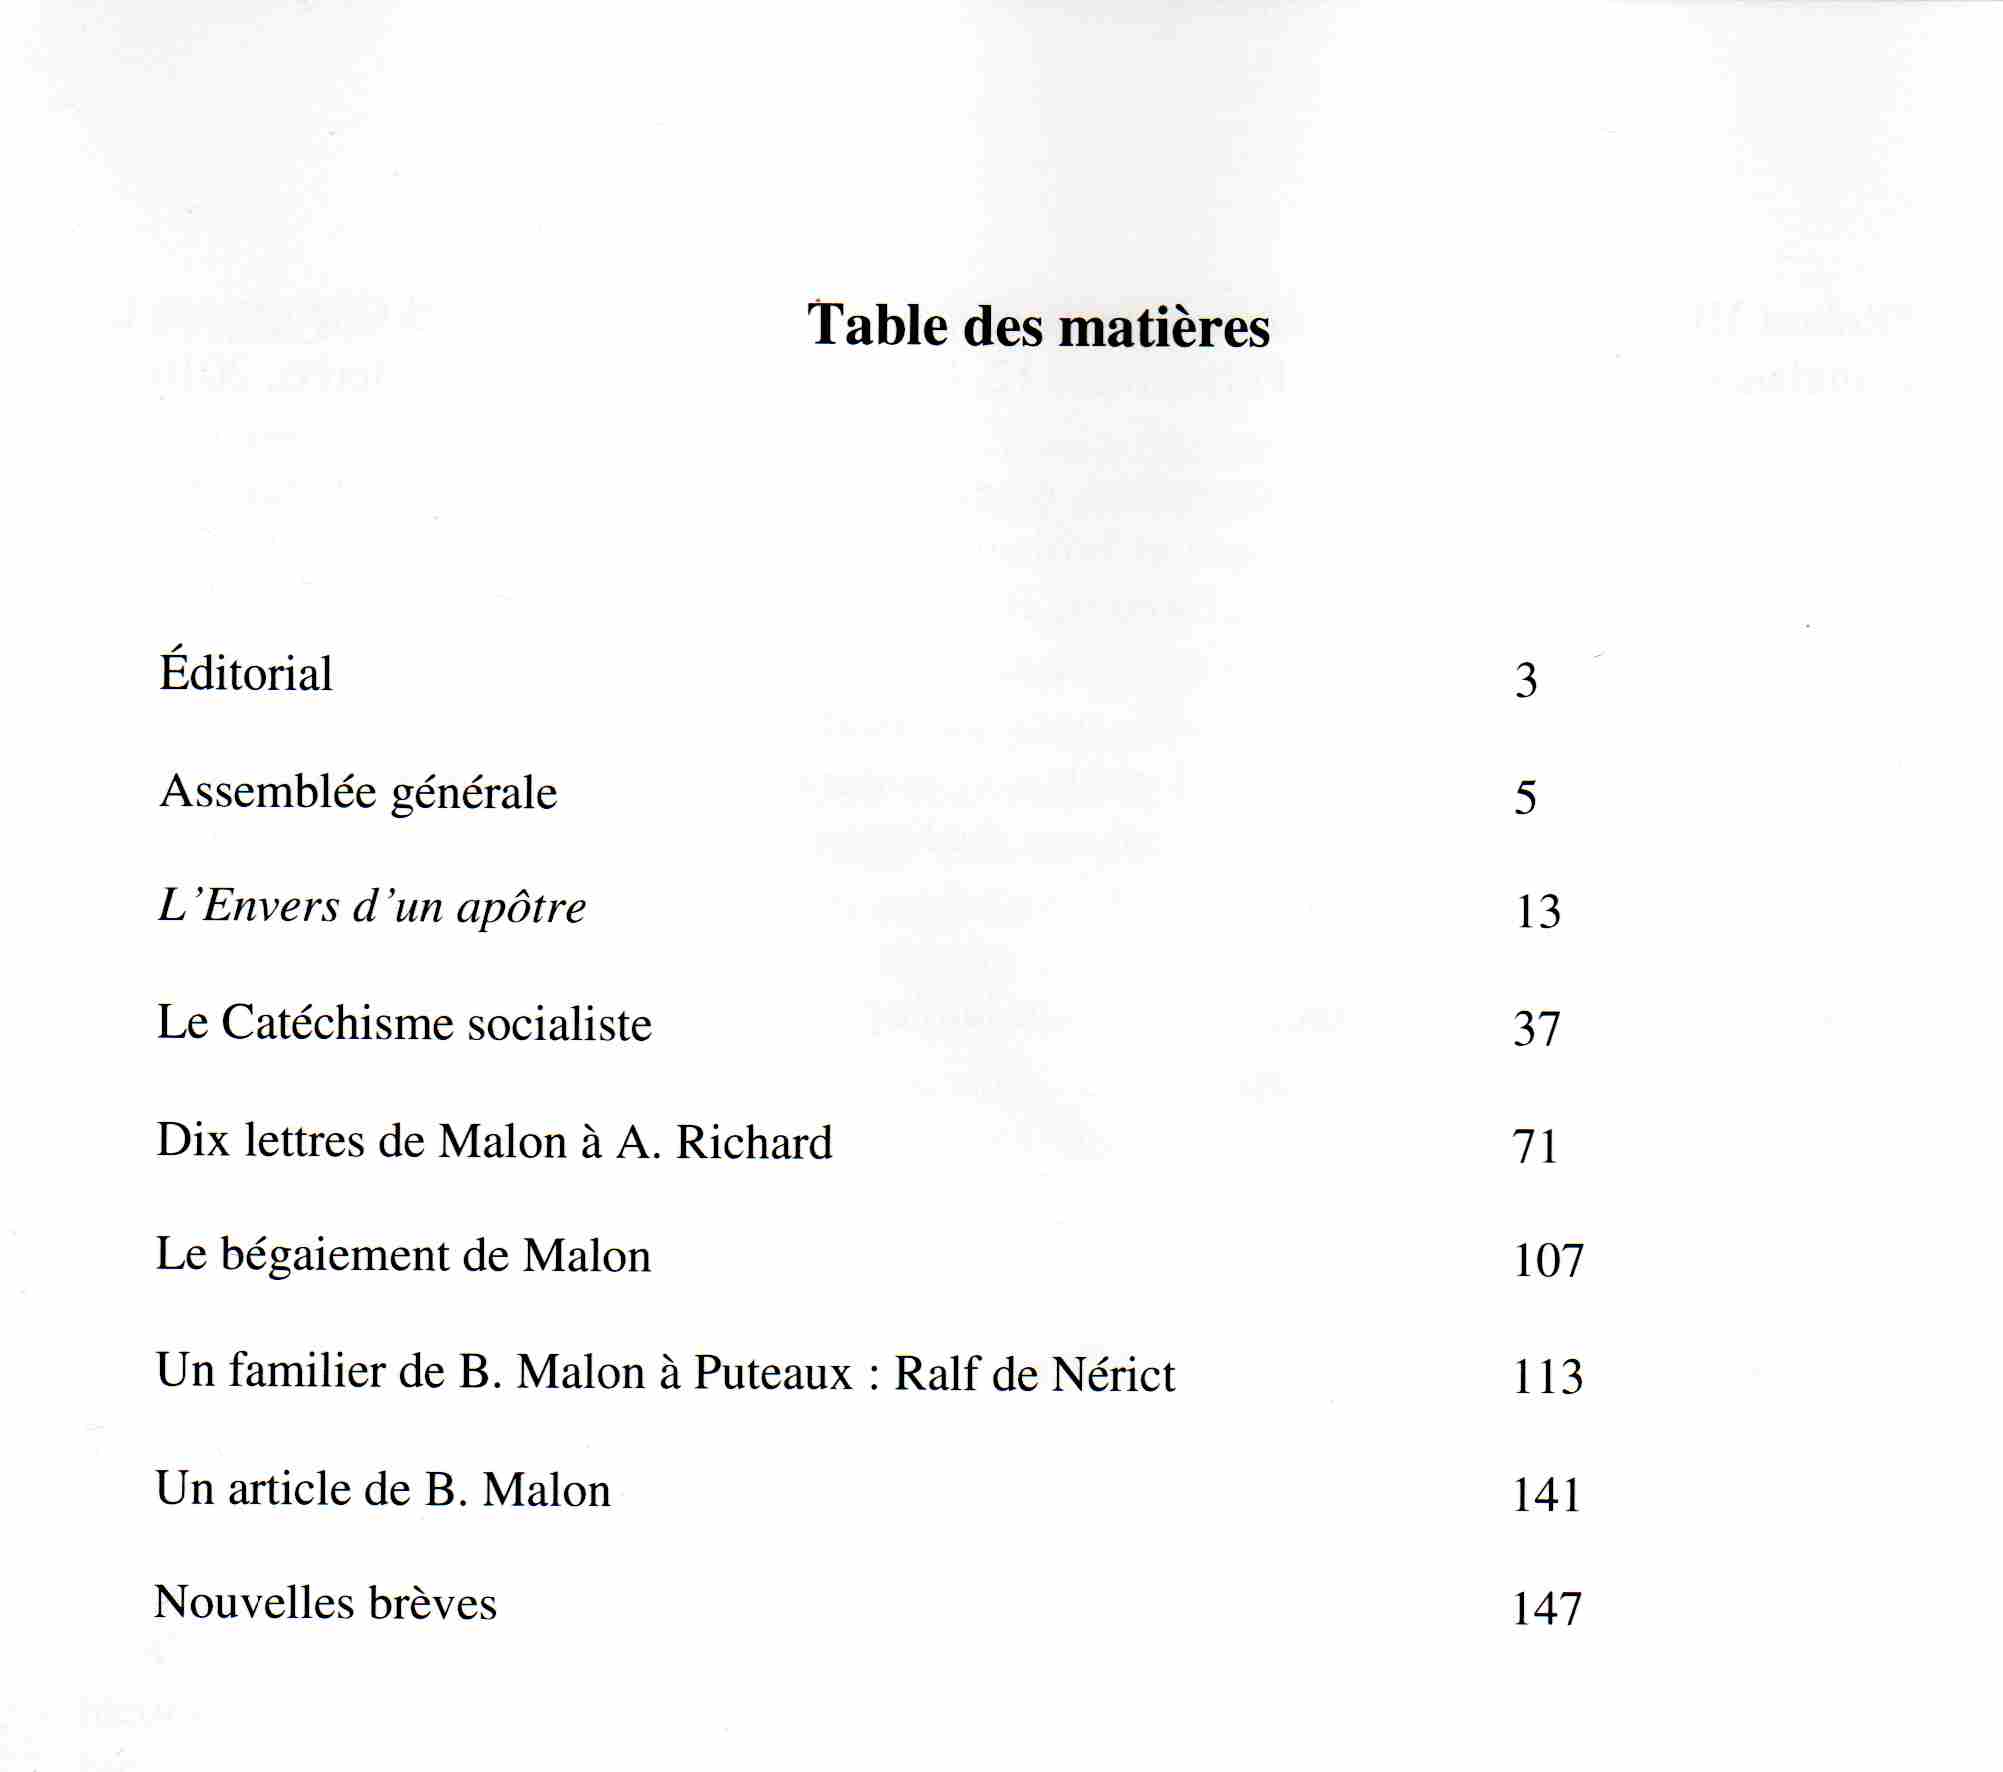 Table des matières
Éditorial 3
Assemblée générale 5
L'Envers d'un apôtre 13
Le Catéchisme socialiste 37
Dix lettres de Malon à A. Richard 71
Le bégaiement de Malon 107
Un familier de B. Malon à Puteaux : Ralf de Nérict 113
Un article de B. Malon 141
Nouvelles brèves 147